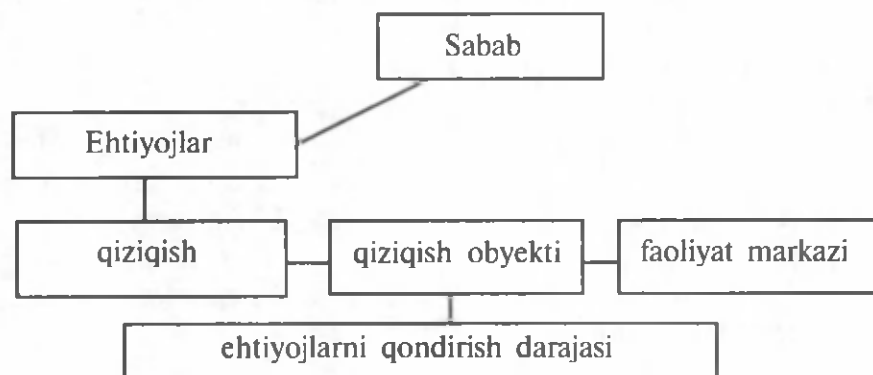 Sabab
Ehtiyojlar
qiziqish
qiziqish obyekti
faoliyat markazi
ehtiyojlarni qondirish darajasi